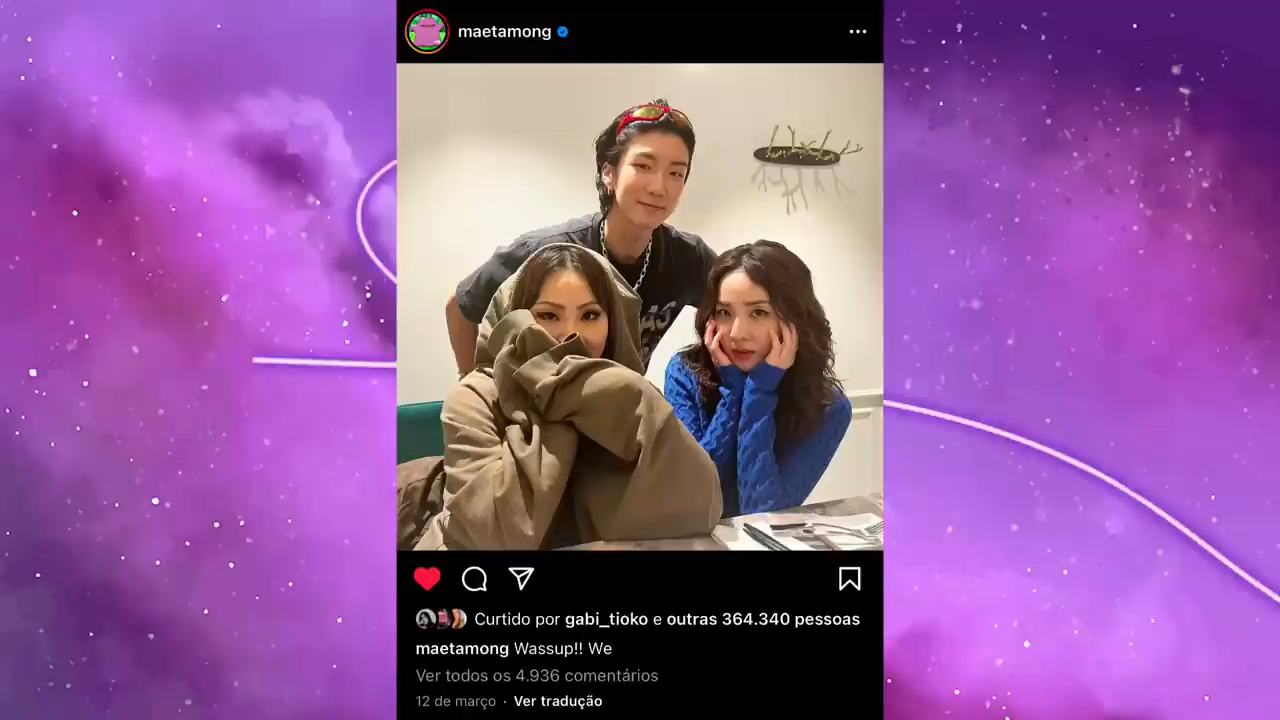 maetamong
Curtido por gabi_tioko e outras 364.340 pessoas
maetamong Wassup!! We
Ver todos os 4.936 comentários
12 de março · Ver tradução